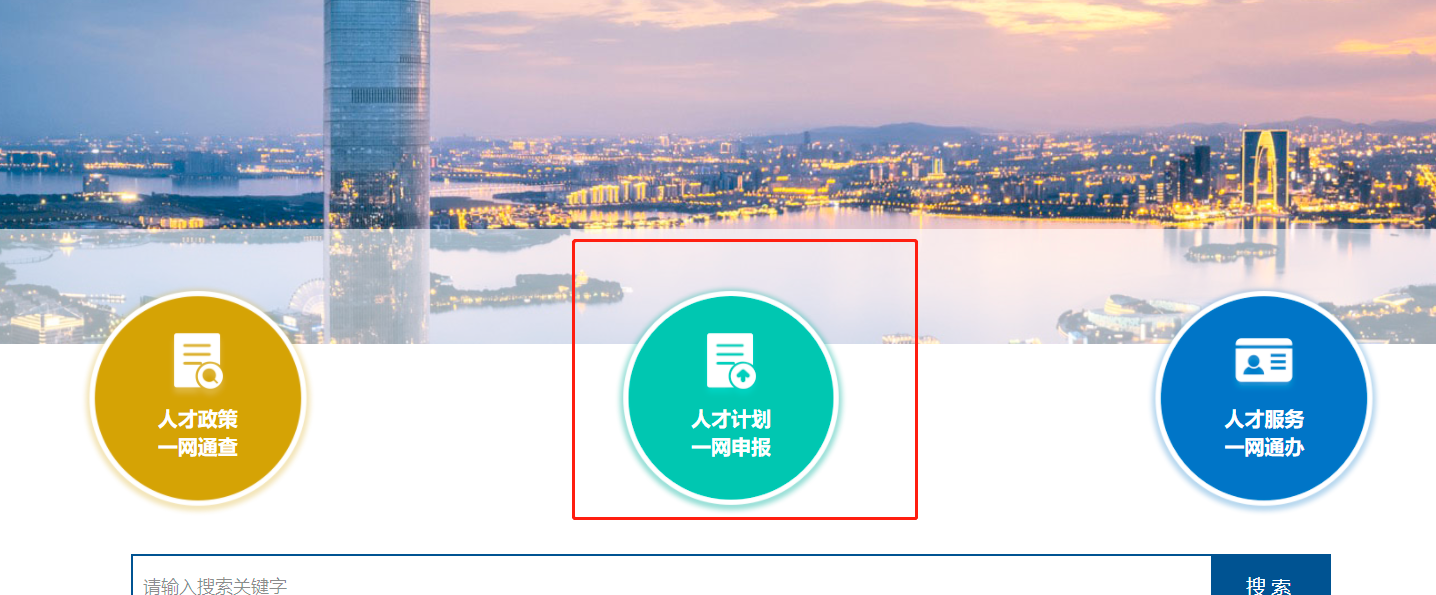 人才政策
一网通查
人才计划
一网申报
人才服务
一网通办
请输入搜索关键字
搜索